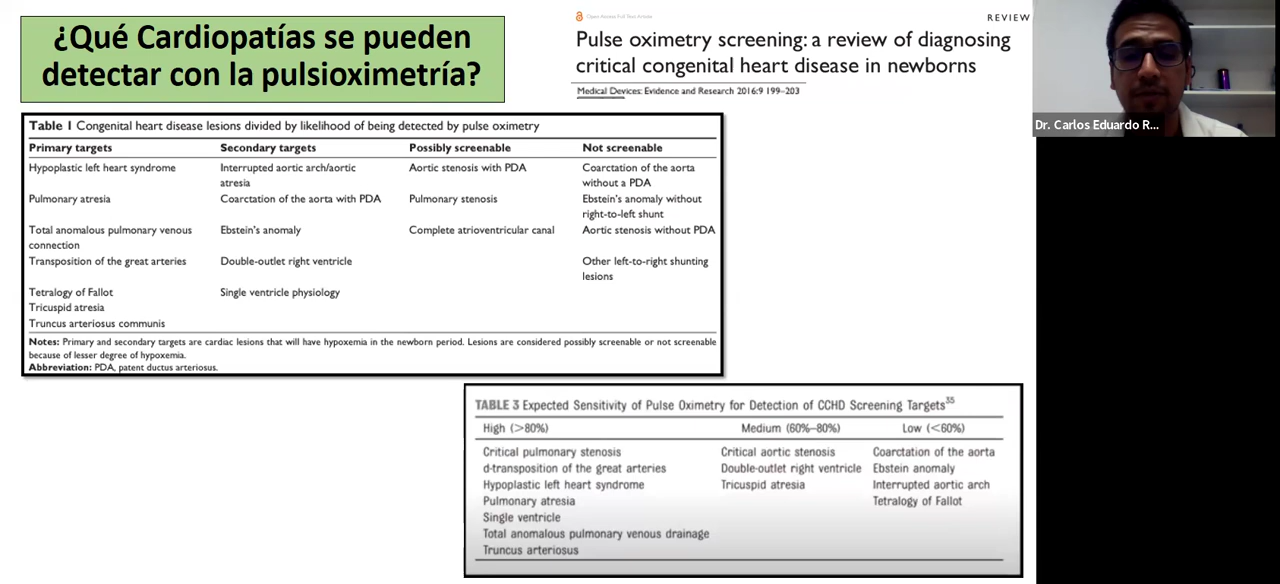 ¿Qué Cardiopatías se pueden
detectar con la pulsioximetría?
Open Access Full Text Article
REVIEW
Pulse oximetry screening: a review of diagnosing
critical congenital heart disease in newborns
Medical Devices: Evidence and Research 2016:9 199–203
Dr. Carlos Eduardo R...
Table 1 Congenital heart disease lesions divided by likelihood of being detected by pulse oximetry
Primary targets Secondary targets Possibly screenable Not screenable
Hypoplastic left heart syndrome Interrupted aortic arch/aortic Aortic stenosis with PDA Coarctation of the aorta
atresia without a PDA
Pulmonary atresia Coarctation of the aorta with PDA Pulmonary stenosis Ebstein's anomaly without
right-to-left shunt
Total anomalous pulmonary venous Ebstein's anomaly Complete atrioventricular canal Aortic stenosis without PDA
connection
Transposition of the great arteries Double-outlet right ventricle Other left-to-right shunting
lesions
Tetralogy of Fallot Single ventricle physiology
Tricuspid atresia
Truncus arteriosus communis
Notes: Primary and secondary targets are cardiac lesions that will have hypoxemia in the newborn period. Lesions are considered possibly screenable or not screenable
because of lesser degree of hypoxemia.
Abbreviation: PDA, patent ductus arteriosus.
TABLE 3 Expected Sensitivity of Pulse Oximetry for Detection of CCHD Screening Targets35
High (>80%) Medium (60%–80%) Low (<60%)
Critical pulmonary stenosis Critical aortic stenosis Coarctation of the aorta
d-transposition of the great arteries Double-outlet right ventricle Ebstein anomaly
Hypoplastic left heart syndrome Tricuspid atresia Interrupted aortic arch
Pulmonary atresia Tetralogy of Fallot
Single ventricle
Total anomalous pulmonary venous drainage
Truncus arteriosus